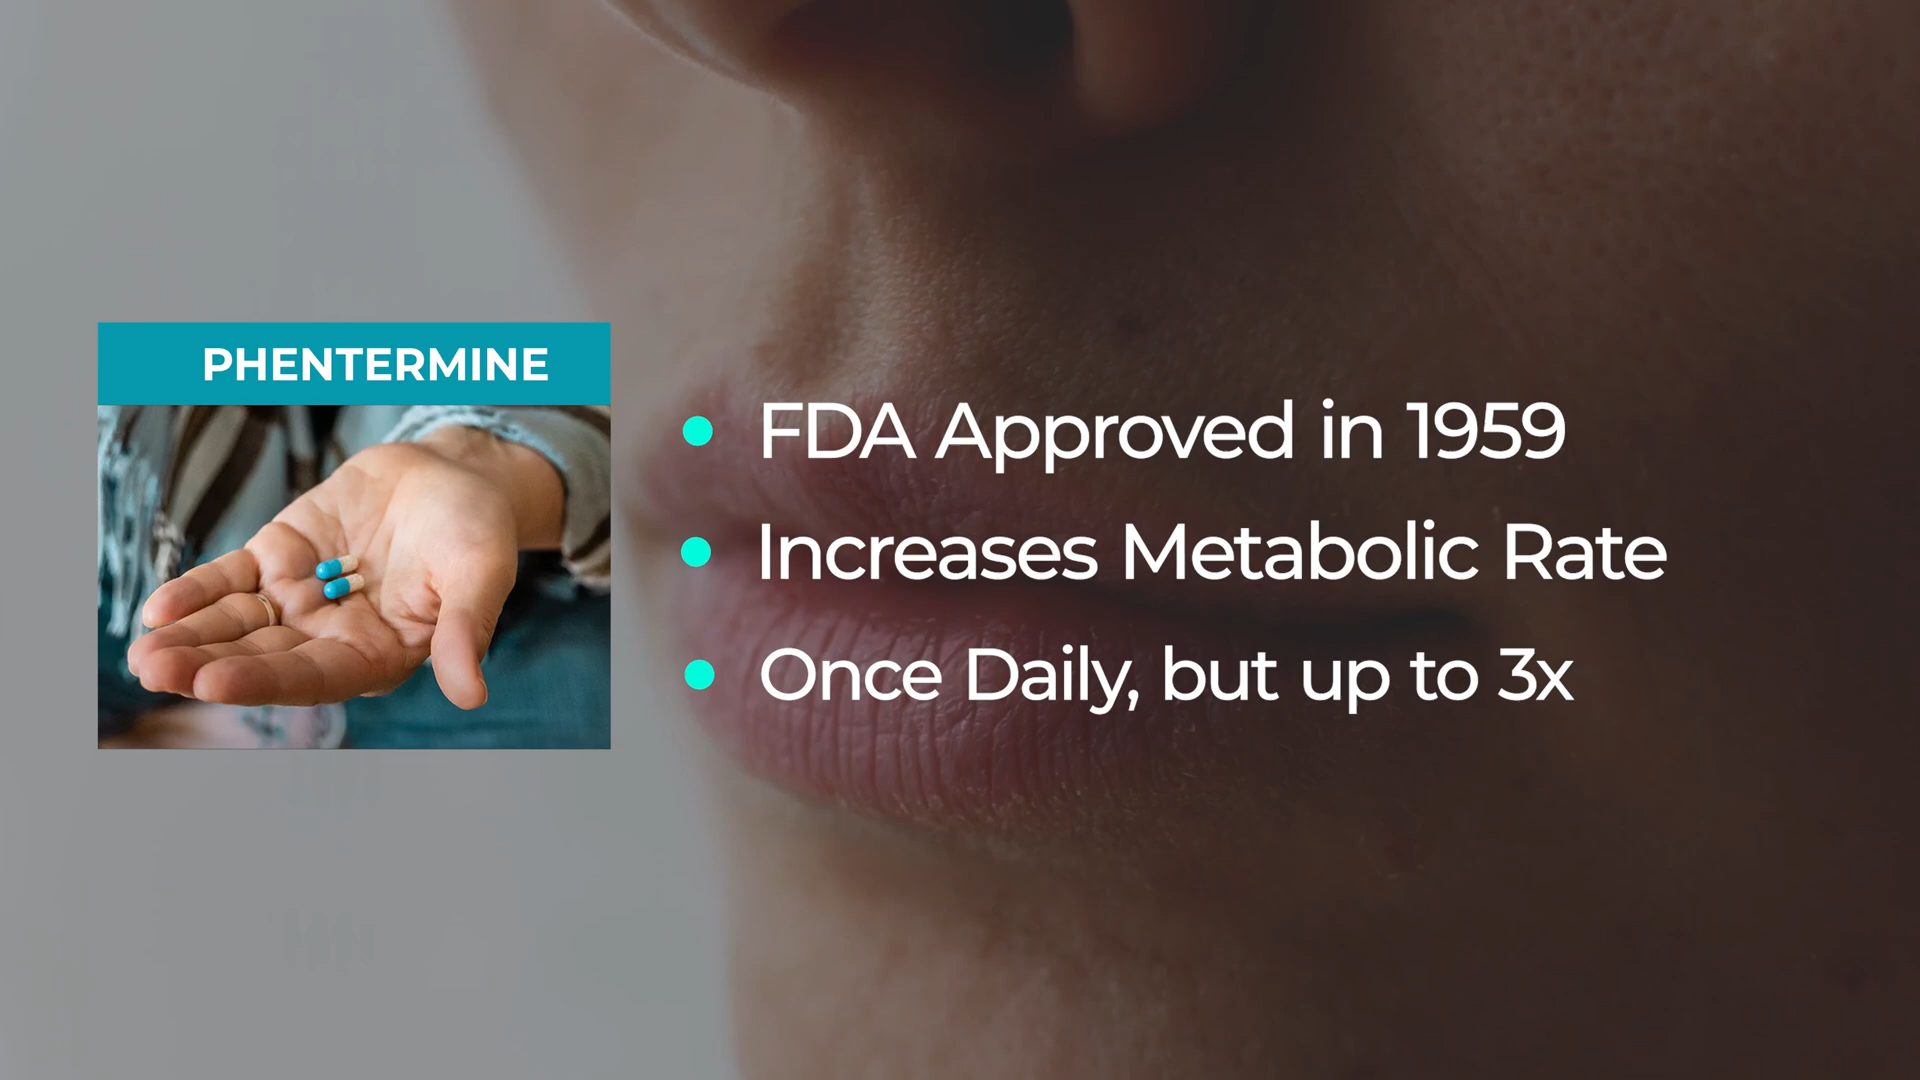 PHENTERMINE
FDA Approved in 1959
Increases Metabolic Rate
Once Daily, but up to 3x